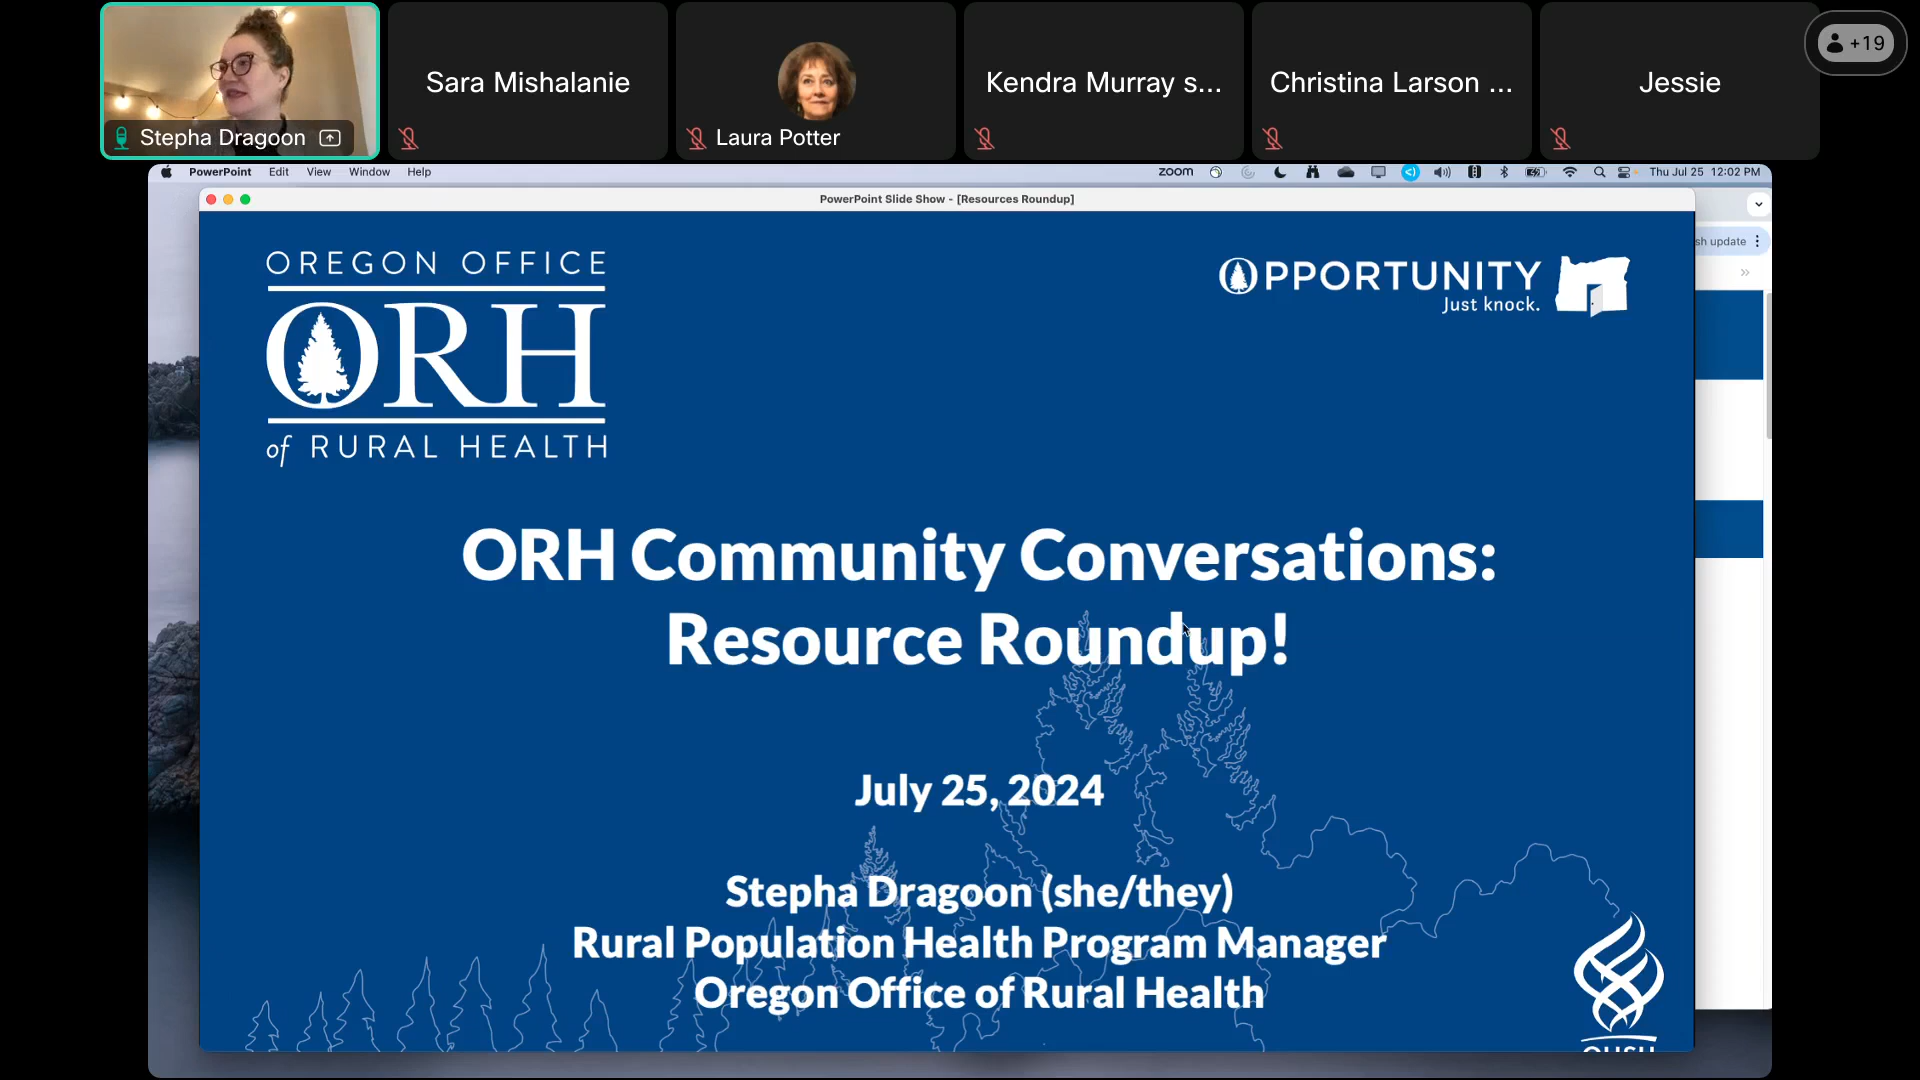 Sara Mishalanie
Kendra Murray s...
Christina Larson ...
Jessie
+19
Stepha Dragoon
Laura Potter
PowerPoint Edit View Window Help
zoom
Thu Jul 25 12:02 PM
PowerPoint Slide Show - [Resources Roundup]
sh update
OREGON OFFICE
ORH
of RURAL HEALTH
OPPORTUNITY
Just knock.
ORH Community Conversations:
Resource Roundup!
July 25, 2024
Stepha Dragoon (she/they)
Rural Population Health Program Manager
Oregon Office of Rural Health